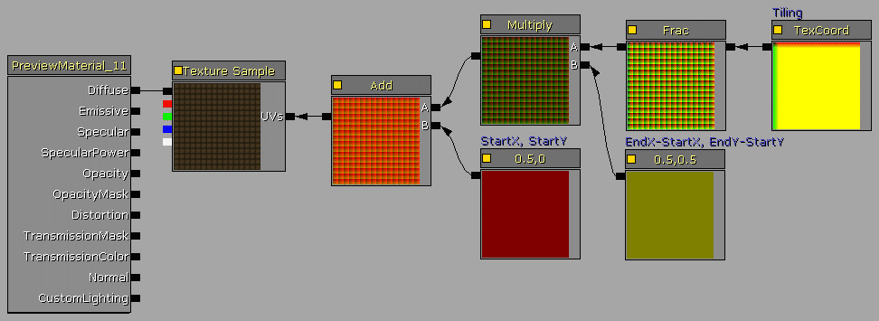 PreviewMaterial_11
Diffuse
Emissive
Specular
SpecularPower
Opacity
OpacityMask
Distortion
TransmissionMask
TransmissionColor
Normal
CustomLighting
Texture Sample
UVs
Add
A
B
Multiply
A
B
StartX, StartY
0.5,0
Frac
EndX-StartX, EndY-StartY
0.5,0.5
Tiling
TexCoord